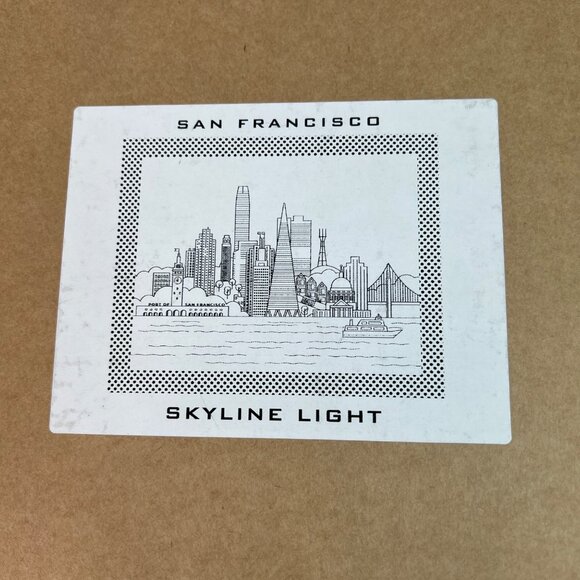 SAN FRANCISCO
PORT OF SAN FRANCISCO
SKYLINE LIGHT